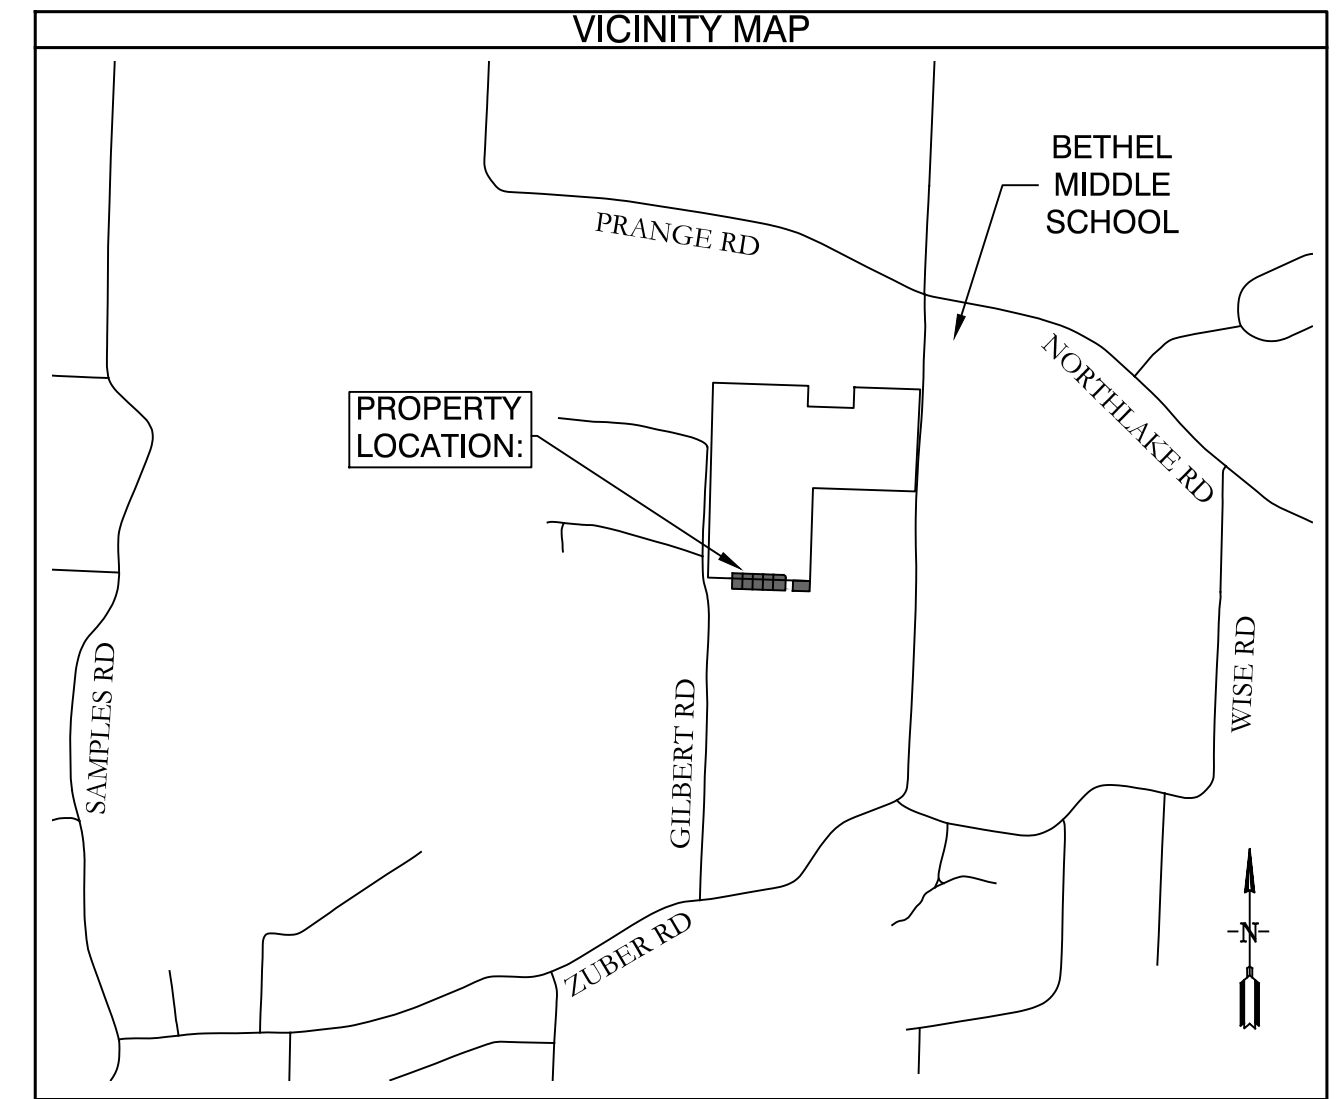 VICINITY MAP
BETHEL
MIDDLE
SCHOOL
PRANGE RD
NORTHLAKE RD
PROPERTY
LOCATION:
SAMPLES RD
GILBERT RD
WISE RD
ZUBER RD
-N-